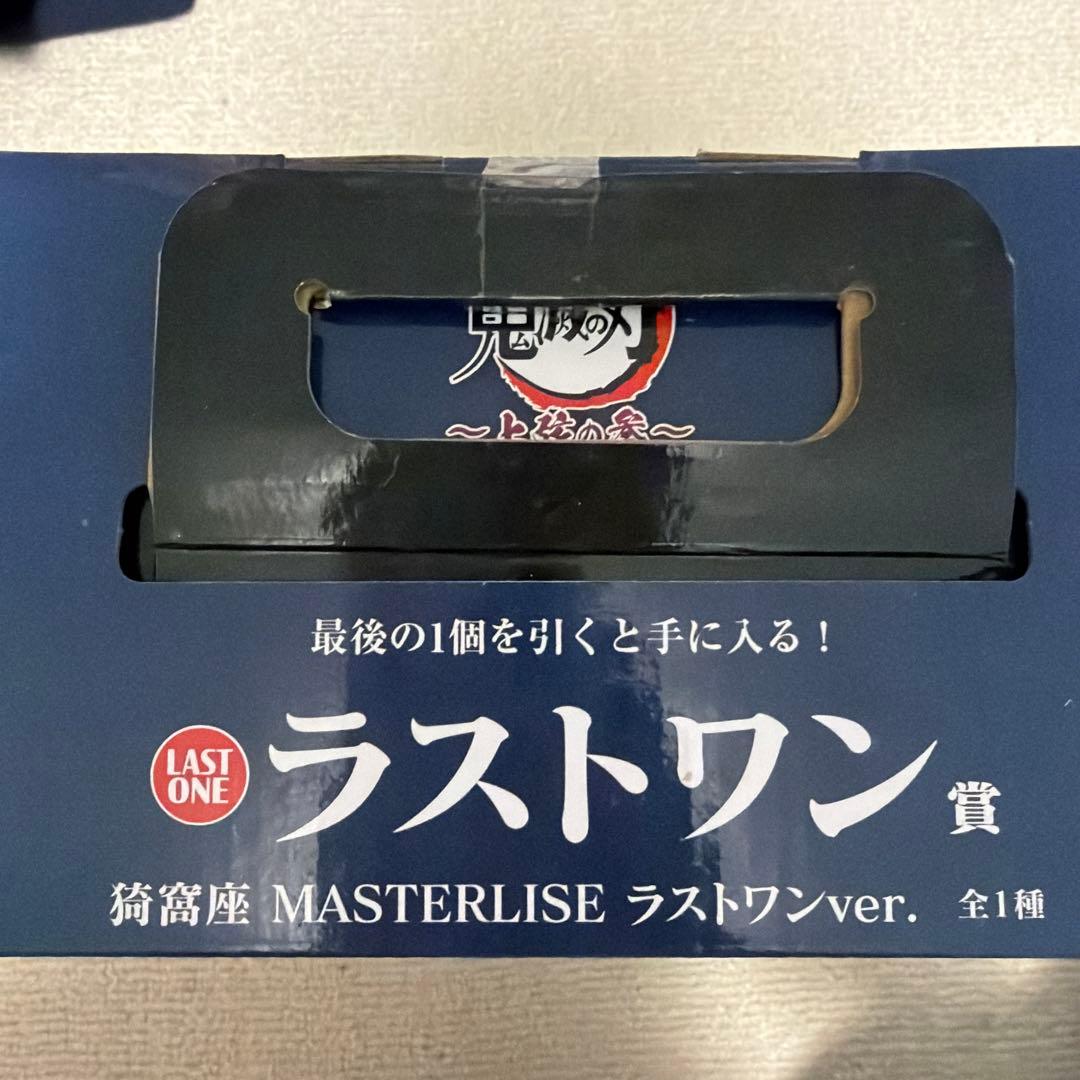 鬼滅の刃
～上弦の参～
最後の1個を引くと手に入る！
LAST ONE ラストワン賞
猗窩座 MASTERLISE ラストワンver. 全1種